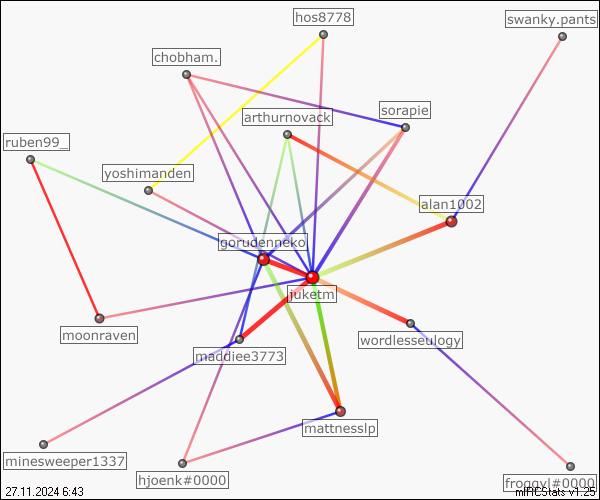 hos8778
swanky.pants
chobham.
arthurnovack
sorapie
ruben99_
yoshimanden
alan1002
gorudenneko
juketm
moonraven
wordlesseulogy
maddiee3773
mattnesslp
minesweeper1337
hjoenk#0000
froggyl#0000
27.11.2024 6:43
mIRCStats v1.25